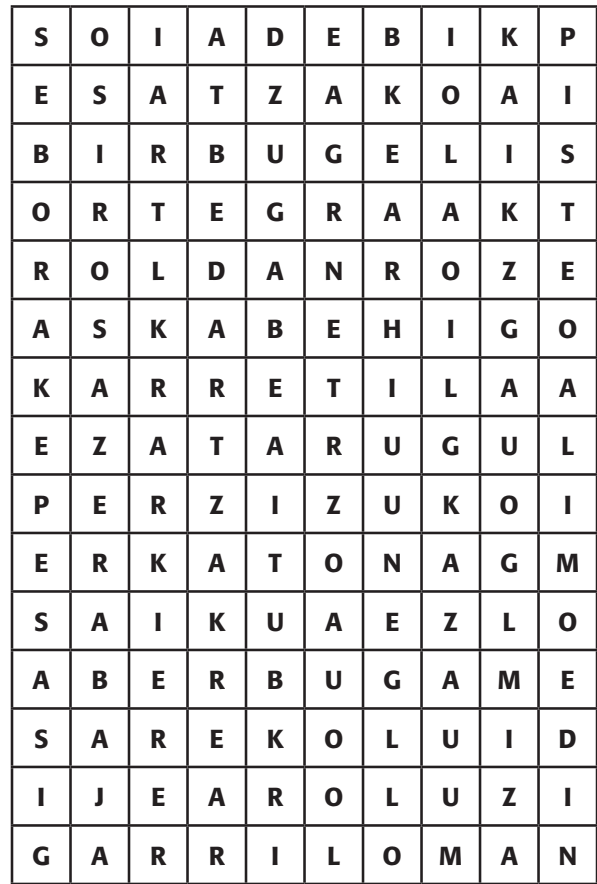 S O I A D E B I K P
E S A T Z A K O A I
B I R B U G E L I S
O R T E G R A A K T
R O L D A N R O Z E
A S K A B E H I G O
K A R R E T I L A A
E Z A T A R U G U L
P E R Z I Z U K O I
E R K A T O N A G M
S A I K U A E Z L O
A B E R B U G A M E
S A R E K O L U I D
I J E A R O L U Z I
G A R R I L O M A N